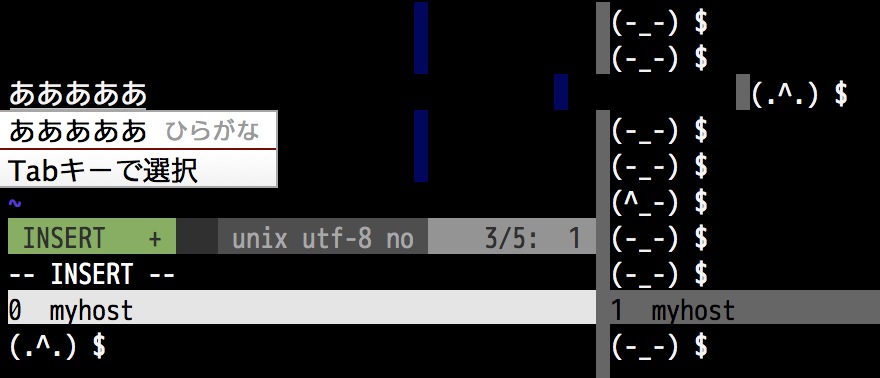 (-_-) $
(-_-) $
あああああ
(.^.) $
あああああ ひらがな
(-_-) $
Tabキーで選択
(-_-) $
~
(^_-) $
INSERT + unix utf-8 no 3/5: 1
(-_-) $
-- INSERT --
(-_-) $
0 myhost
1 myhost
(.^.) $
(-_-) $